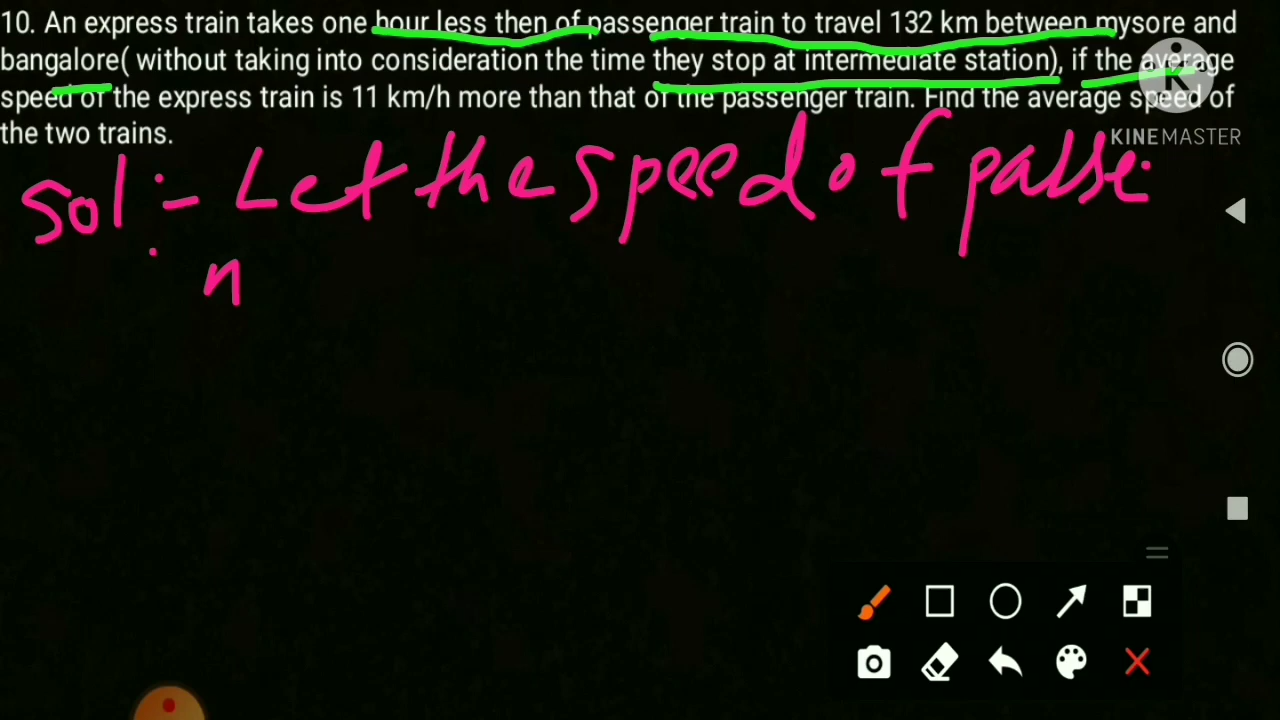 10. An express train takes one hour less then of passenger train to travel 132 km between mysore and
bangalore( without taking into consideration the time they stop at intermediate station), if the average
speed of the express train is 11 km/h more than that of the passenger train. Find the average speed of
the two trains.
KINEMASTER
Sol:- Let the speed of passe
n